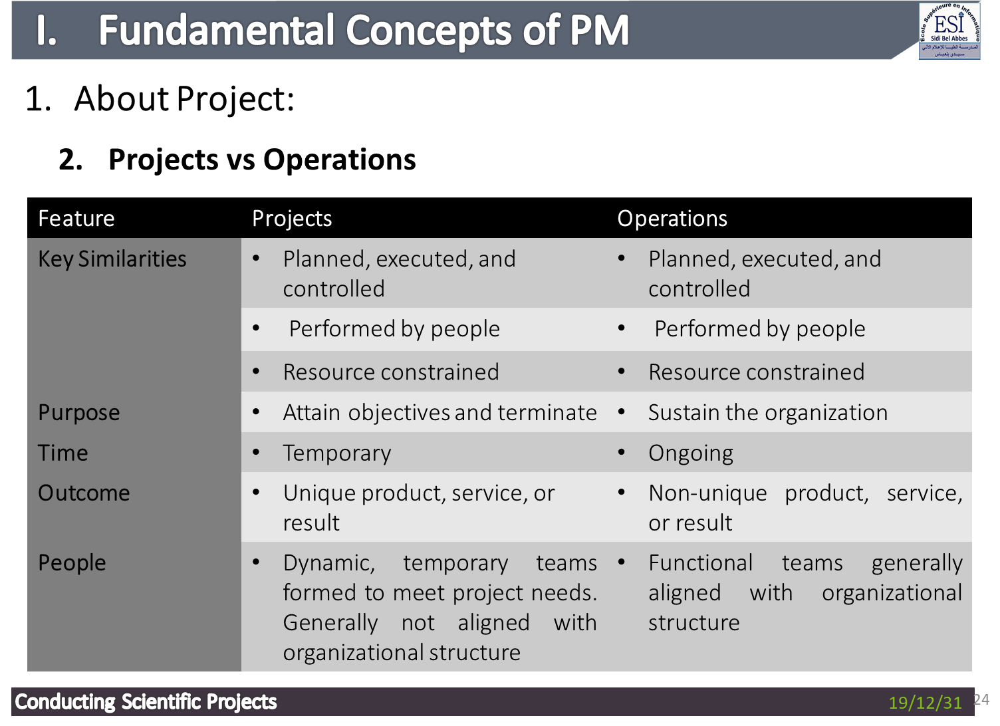 I. Fundamental Concepts of PM
École Supérieure en Informatique
ESI
Sidi Bel Abbes
المدرسة العليا للإعلام الآلي
سيدي بلعباس
1. About Project:
2. Projects vs Operations
Feature Projects Operations
Key Similarities • Planned, executed, and • Planned, executed, and
controlled controlled
• Performed by people • Performed by people
• Resource constrained • Resource constrained
Purpose • Attain objectives and terminate • Sustain the organization
Time • Temporary • Ongoing
Outcome • Unique product, service, or • Non-unique product, service,
result or result
People • Dynamic, temporary teams • Functional teams generally
formed to meet project needs. aligned with organizational
Generally not aligned with structure
organizational structure
Conducting Scientific Projects 19/12/31 24